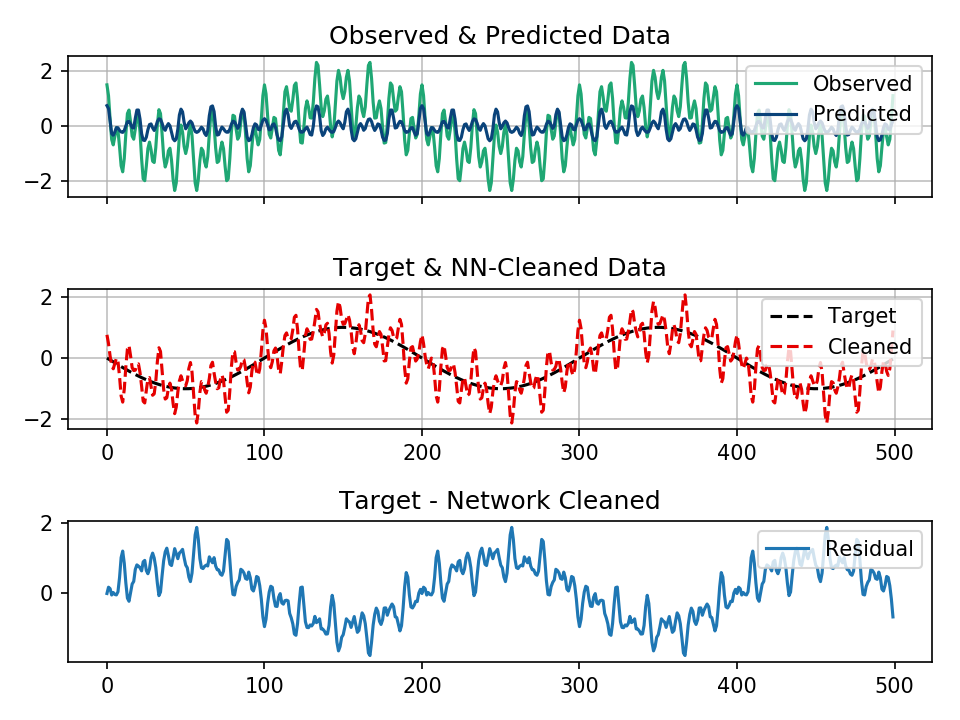 Observed & Predicted Data
2
0
−2
Observed
Predicted
Target & NN-Cleaned Data
2
0
−2
Target
Cleaned
0 100 200 300 400 500
Target - Network Cleaned
2
0
Residual
0 100 200 300 400 500